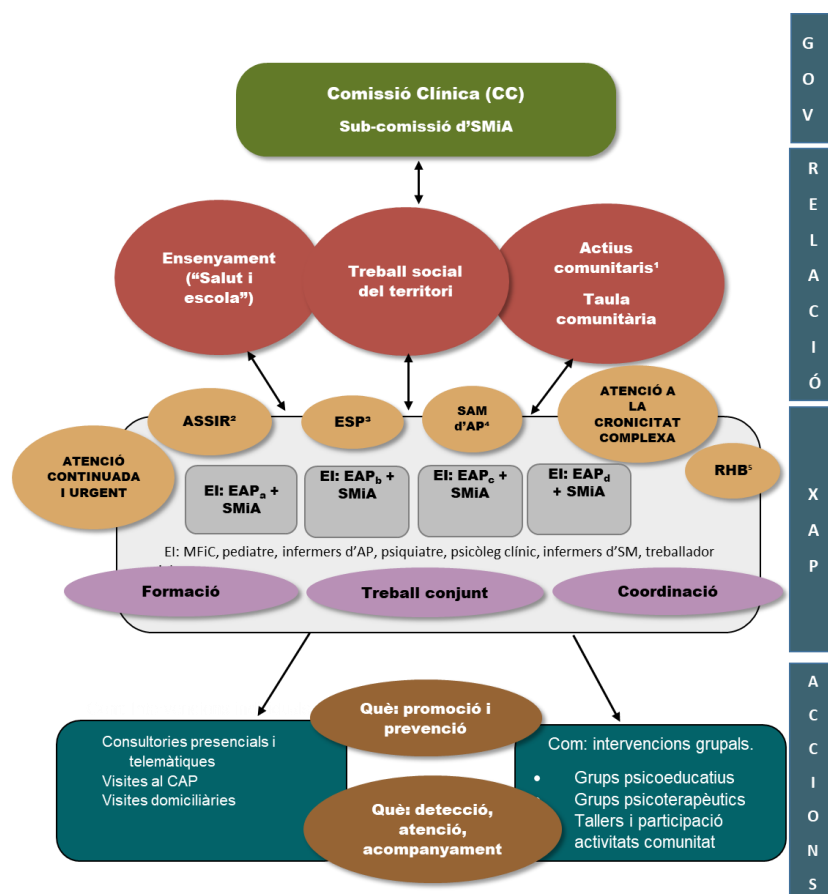 Comissió Clínica (CC)
Sub-comissió d'SMiA
GOV
Ensenyament
("Salut i
escola")
Treball social
del territori
Actius
comunitaris¹
Taula
comunitària
RELACIÓ
ASSIR²
ESP³
SAM
d'AP⁴
ATENCIÓ A
LA
CRONICITAT
COMPLEXA
ATENCIÓ
CONTINUADA
I URGENT
RHB⁵
EI: EAPa +
SMiA
EI: EAPb +
SMiA
EI: EAPc +
SMiA
EI: EAPd
+ SMiA
EI: MFiC, pediatre, infermers d'AP, psiquiatre, psicòleg clínic, infermers d'SM, treballador
Formació
Treball conjunt
Coordinació
XAP
Què: promoció i
prevenció
Consultories presencials i
telemàtiques
Visites al CAP
Visites domiciliàries
Què: detecció,
atenció,
acompanyament
Com: intervencions grupals.
• Grups psicoeducatius
• Grups psicoterapèutics
Tallers i participació
activitats comunitat
ACCIONS